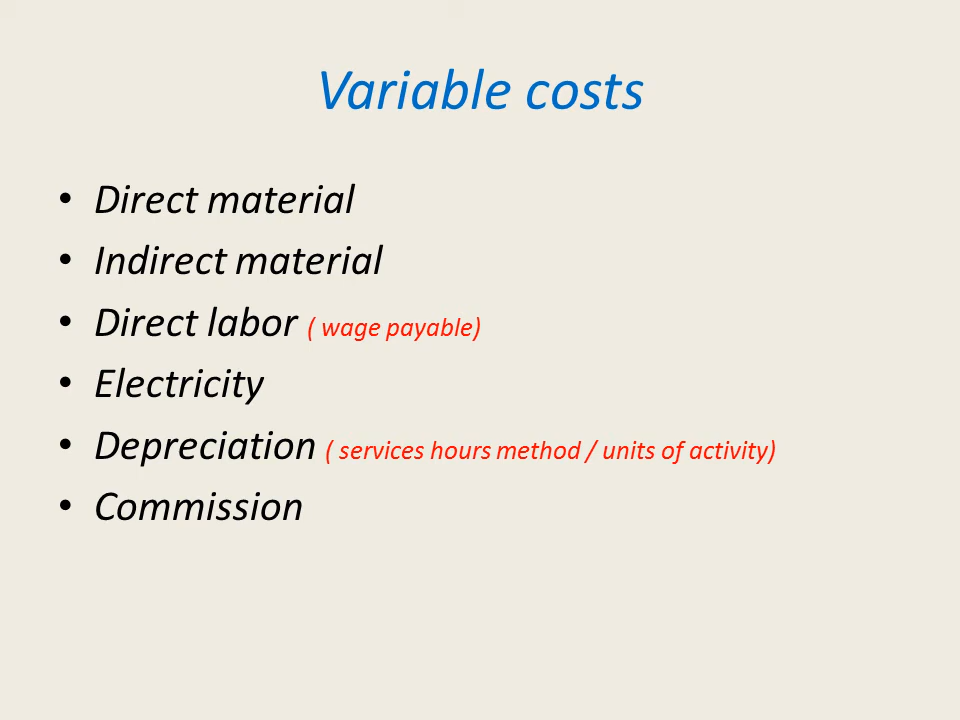 Variable costs
• Direct material
• Indirect material
• Direct labor ( wage payable)
• Electricity
• Depreciation ( services hours method / units of activity)
• Commission